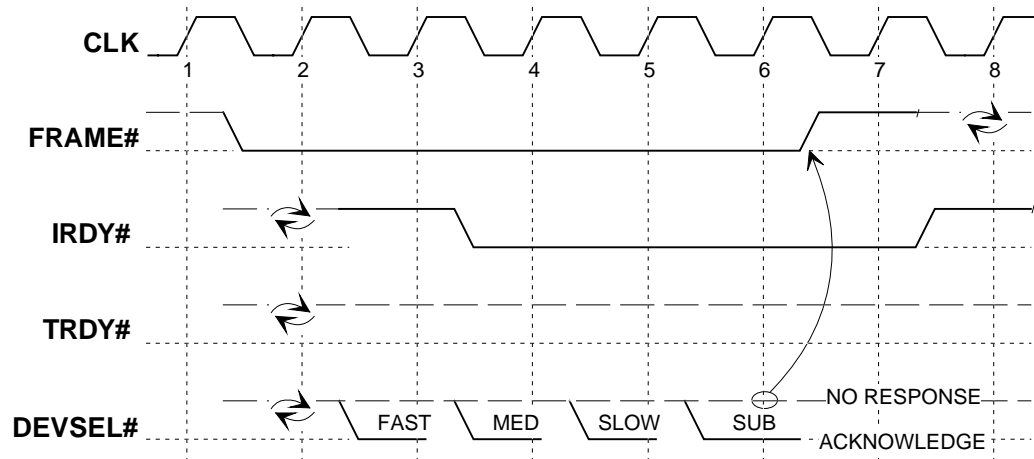 CLK
1 2 3 4 5 6 7 8
FRAME#
IRDY#
TRDY#
DEVSEL#
FAST MED SLOW SUB
NO RESPONSE
ACKNOWLEDGE